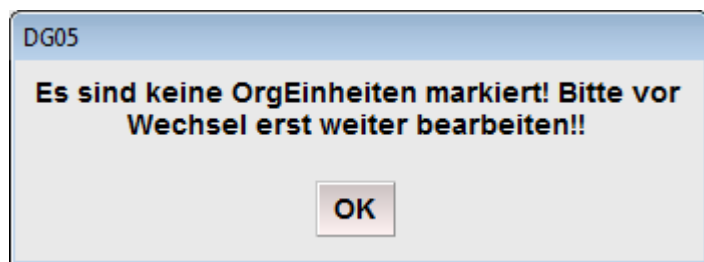 DG05
Es sind keine OrgEinheiten markiert! Bitte vor
Wechsel erst weiter bearbeiten!!
OK